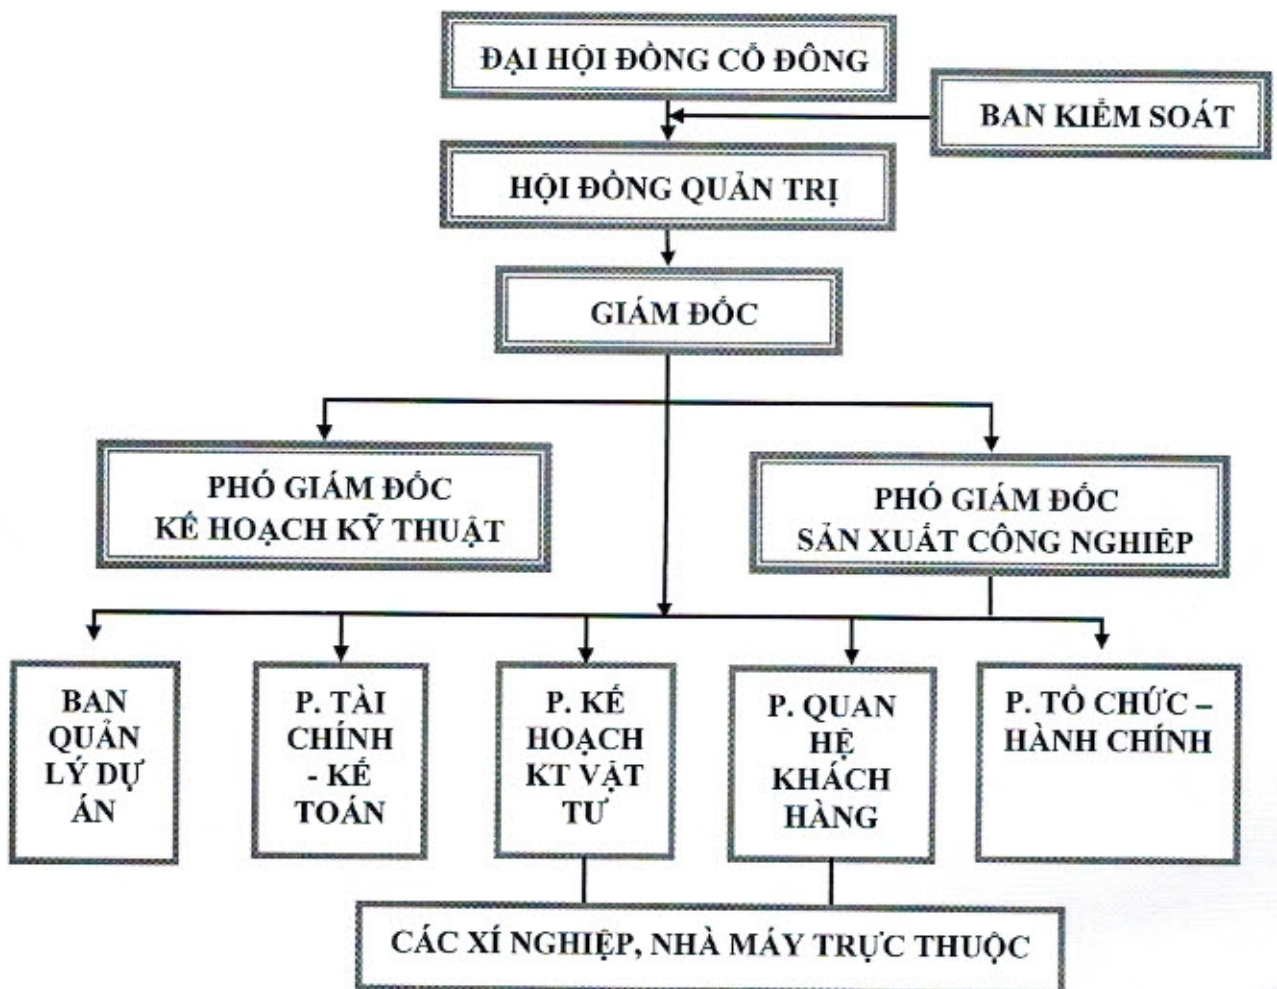 ĐẠI HỘI ĐỒNG CỔ ĐÔNG
BAN KIỂM SOÁT
HỘI ĐỒNG QUẢN TRỊ
GIÁM ĐỐC
PHÓ GIÁM ĐỐC
KẾ HOẠCH KỸ THUẬT
PHÓ GIÁM ĐỐC
SẢN XUẤT CÔNG NGHIỆP
BAN
QUẢN
LÝ DỰ
ÁN
P. TÀI
CHÍNH
- KẾ
TOÁN
P. KẾ
HOẠCH
KT VẬT
TƯ
P. QUAN
HỆ
KHÁCH
HÀNG
P. TỔ CHỨC –
HÀNH CHÍNH
CÁC XÍ NGHIỆP, NHÀ MÁY TRỰC THUỘC